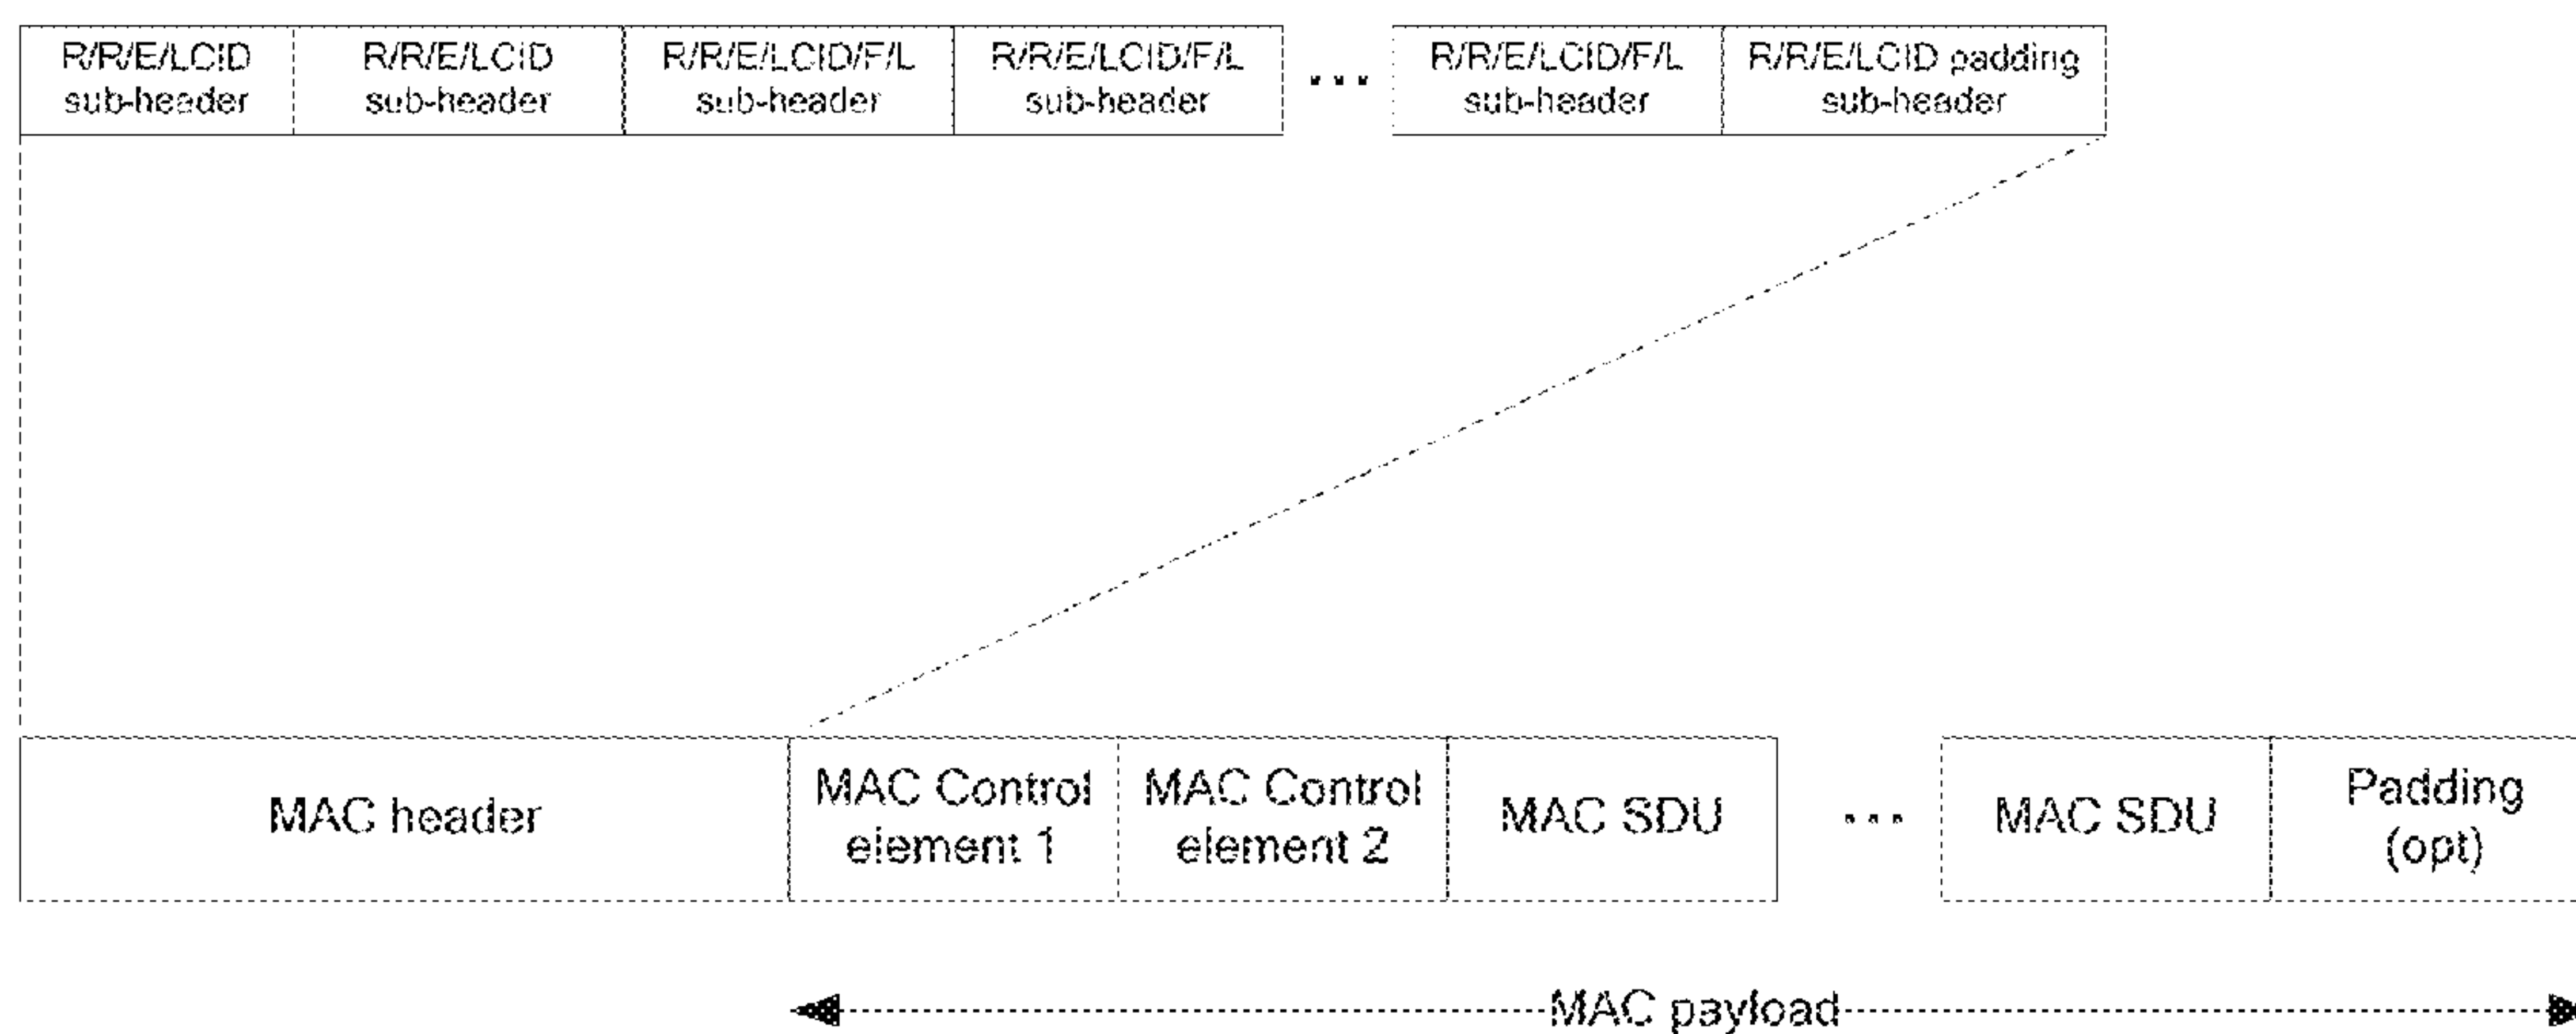 R/R/E/LCID R/R/E/LCID R/R/E/LCID/F/L R/R/E/LCID/F/L ... R/R/E/LCID/F/L R/R/E/LCID padding
sub-header sub-header sub-header sub-header sub-header sub-header
MAC header MAC Control element 1 MAC Control element 2 MAC SDU ... MAC SDU Padding (opt)
MAC payload